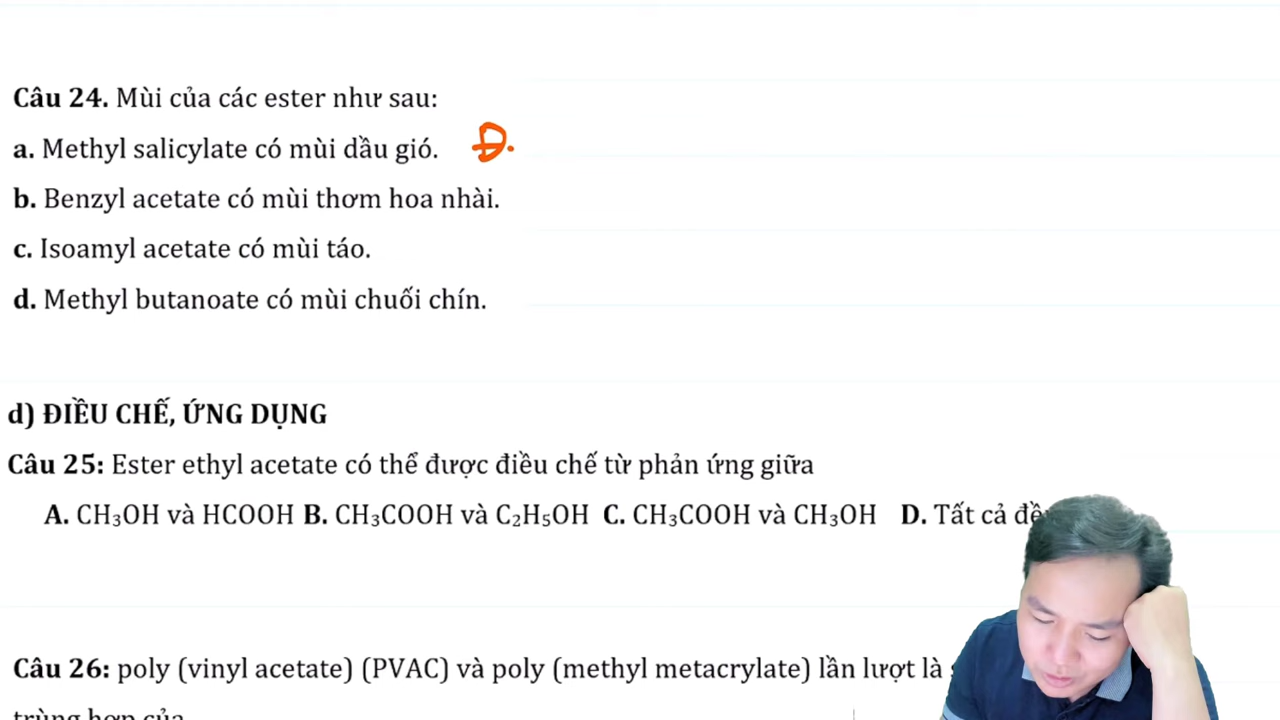 Câu 24. Mùi của các ester như sau:
a. Methyl salicylate có mùi dầu gió. Đ.
b. Benzyl acetate có mùi thơm hoa nhài.
c. Isoamyl acetate có mùi táo.
d. Methyl butanoate có mùi chuối chín.
d) ĐIỀU CHẾ, ỨNG DỤNG
Câu 25: Ester ethyl acetate có thể được điều chế từ phản ứng giữa
A. CH₃OH và HCOOH B. CH₃COOH và C₂H₅OH C. CH₃COOH và CH₃OH D. Tất cả
Câu 26: poly (vinyl acetate) (PVAC) và poly (methyl metacrylate) lần lượt là
trùng hợp của